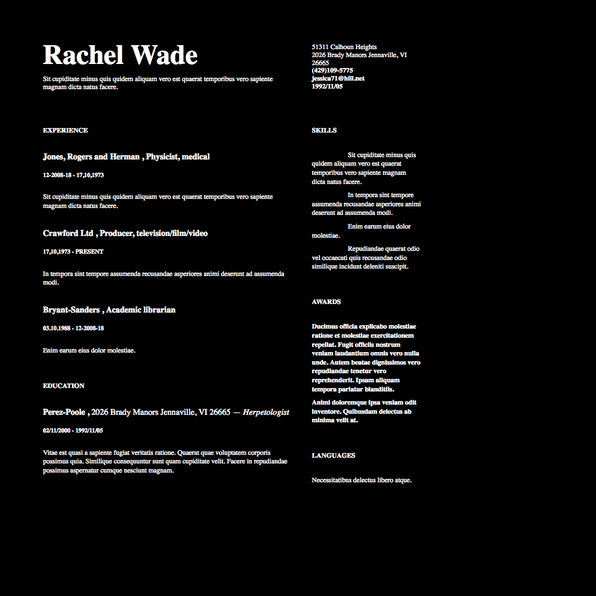 Rachel Wade
Sit cupiditate minus quis quidem aliquam vero est quaerat temporibus vero sapiente
magnam dicta natus facere.
51311 Calhoun Heights
2026 Brady Manors Jennaville, VI
26665
(429)109-5775
jessica71@hill.net
1992/11/05
EXPERIENCE
Jones, Rogers and Herman , Physicist, medical
12-2008-18 - 17,10,1973
Sit cupiditate minus quis quidem aliquam vero est quaerat temporibus vero sapiente
magnam dicta natus facere.
Crawford Ltd , Producer, television/film/video
17,10,1973 - PRESENT
In tempora sint tempore assumenda recusandae asperiores animi deserunt ad assumenda
modi.
Bryant-Sanders , Academic librarian
03.10.1988 - 12-2008-18
Enim earum eius dolor molestiae.
EDUCATION
Perez-Poole , 2026 Brady Manors Jennaville, VI 26665 — Herpetologist
02/11/2000 - 1992/11/05
Vitae est quasi a sapiente fugiat veritatis ratione. Quaerat quae voluptatem corporis
possimus quia. Similique consequuntur sunt quam cupiditate velit. Facere in repudiandae
possimus aspernatur cumque nesciunt magnam.
SKILLS
Sit cupiditate minus quis
quidem aliquam vero est quaerat
temporibus vero sapiente magnam
dicta natus facere.
In tempora sint tempore
assumenda recusandae asperiores animi
deserunt ad assumenda modi.
Enim earum eius dolor
molestiae.
Repudiandae quaerat odio
vel occaecati quis recusandae odio
similique incidunt deleniti suscipit.
AWARDS
Ducimus officia explicabo molestiae
ratione et molestiae exercitationem
repellat. Fugit officiis nostrum
veniam laudantium omnis vero nulla
unde. Autem beatae dignissimos vero
repudiandae tenetur vero
reprehenderit. Ipsam aliquam
tempora pariatur blanditiis.
Animi doloremque ipsa veniam odit
inventore. Quibusdam delectus ab
minima velit at.
LANGUAGES
Necessitatibus delectus libero atque.